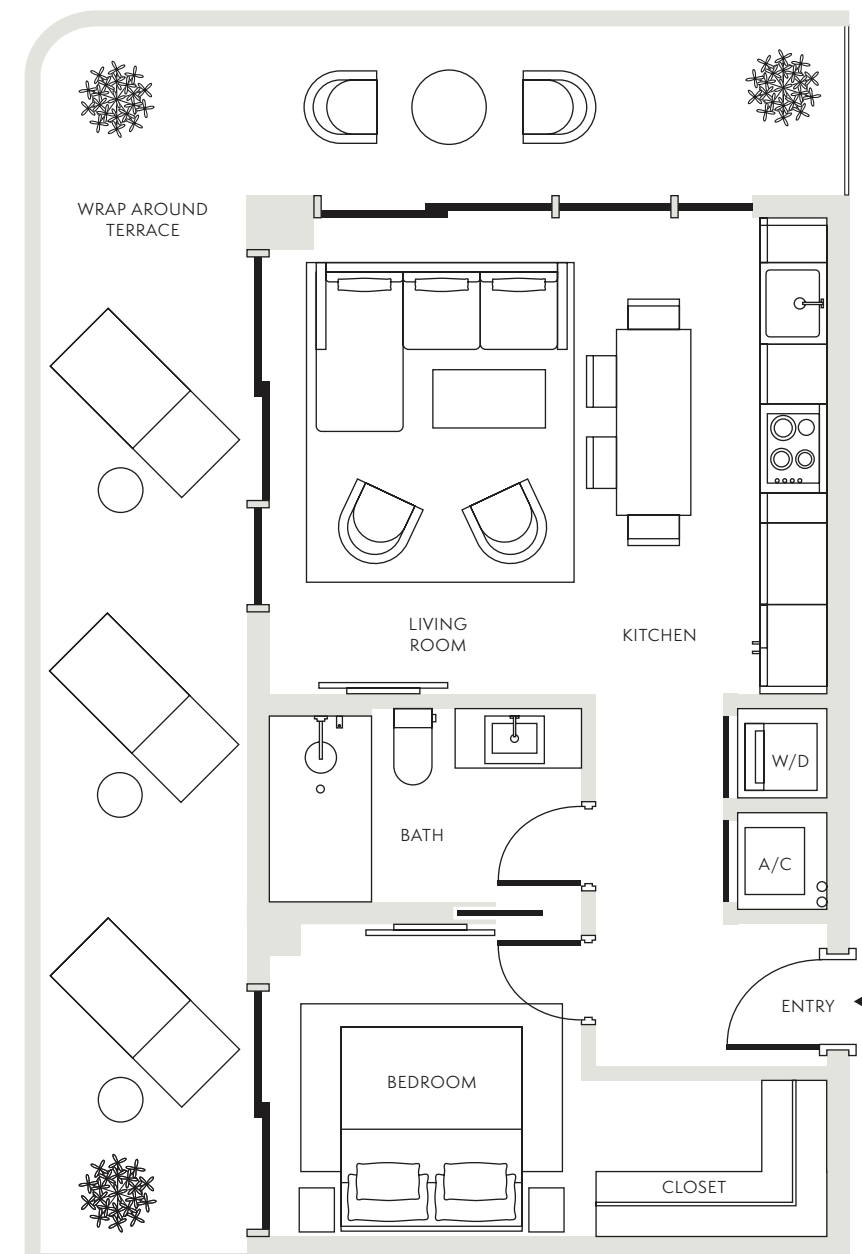 WRAP AROUND
TERRACE
LIVING
ROOM
KITCHEN
W/D
BATH
A/C
ENTRY
BEDROOM
CLOSET